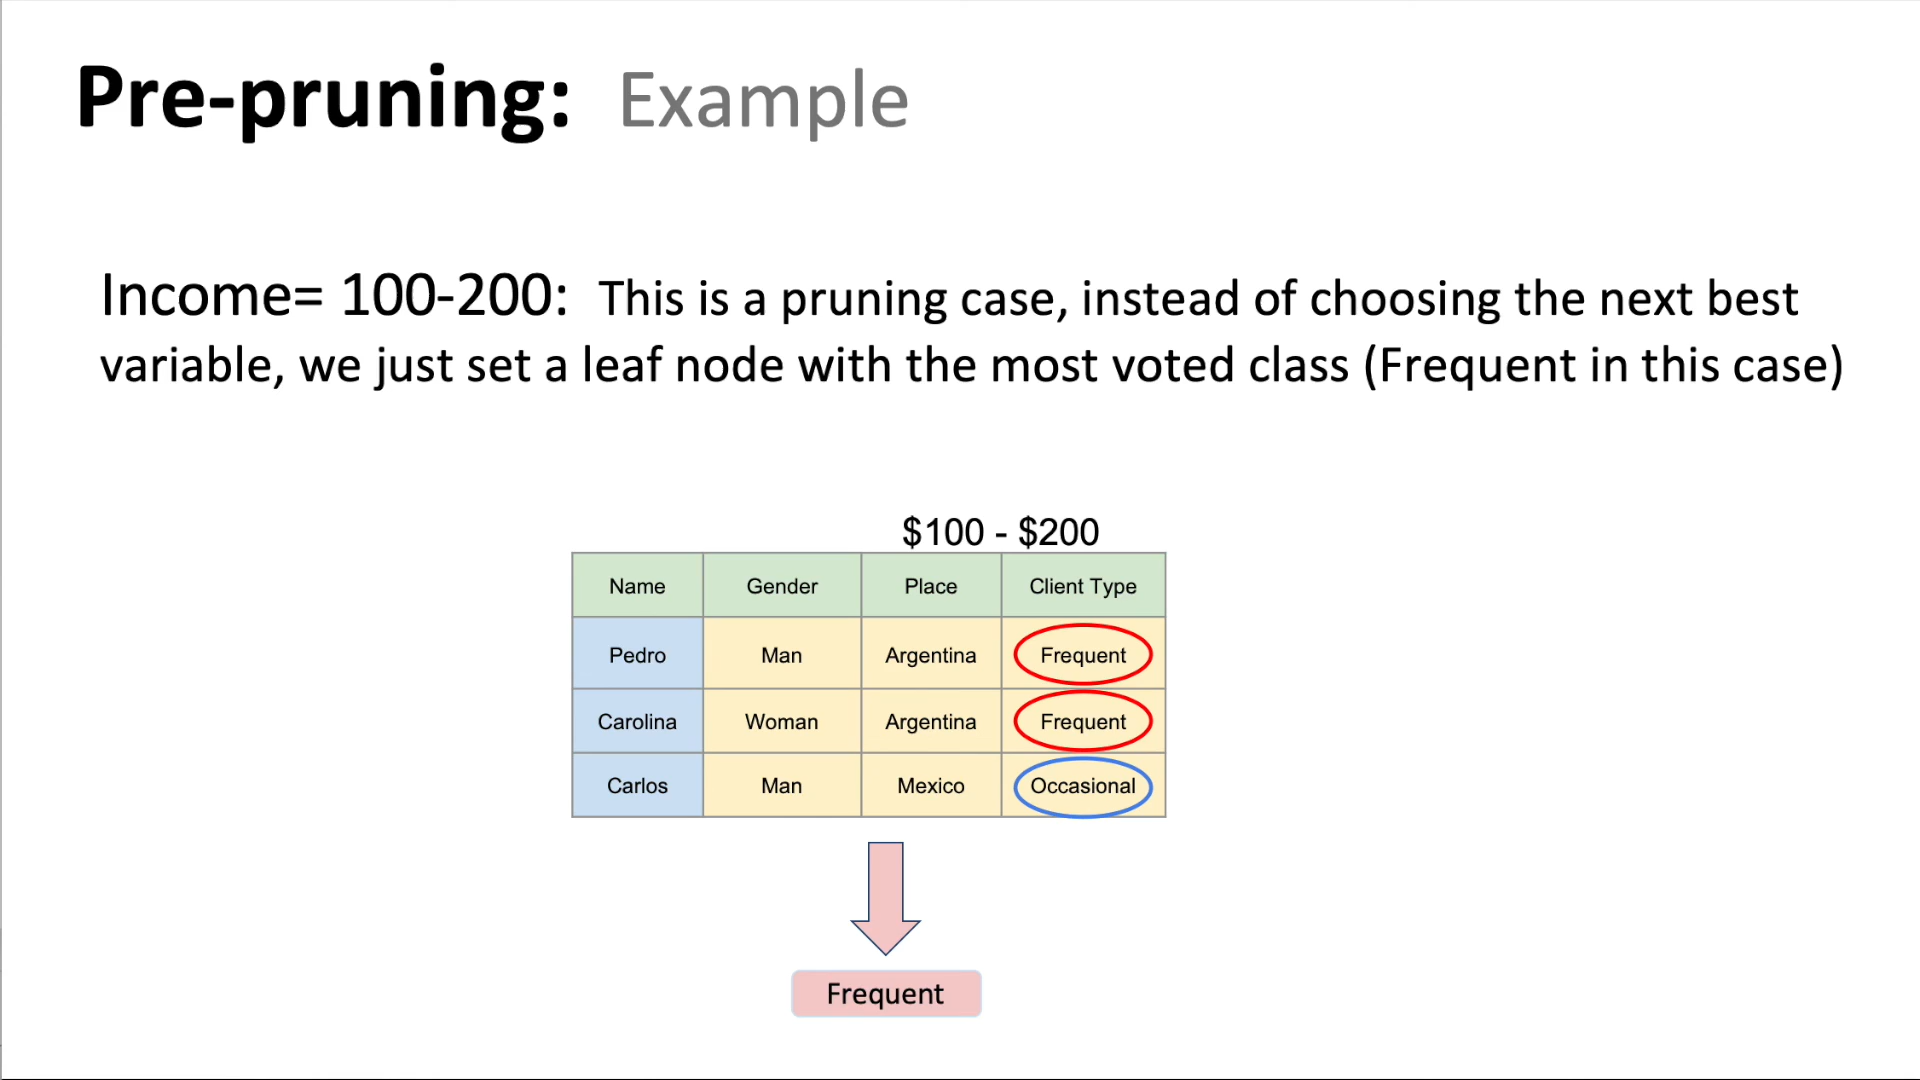 Pre-pruning: Example
Income= 100-200: This is a pruning case, instead of choosing the next best
variable, we just set a leaf node with the most voted class (Frequent in this case)
$100 - $200
Name Gender Place Client Type
Pedro Man Argentina Frequent
Carolina Woman Argentina Frequent
Carlos Man Mexico Occasional
Frequent